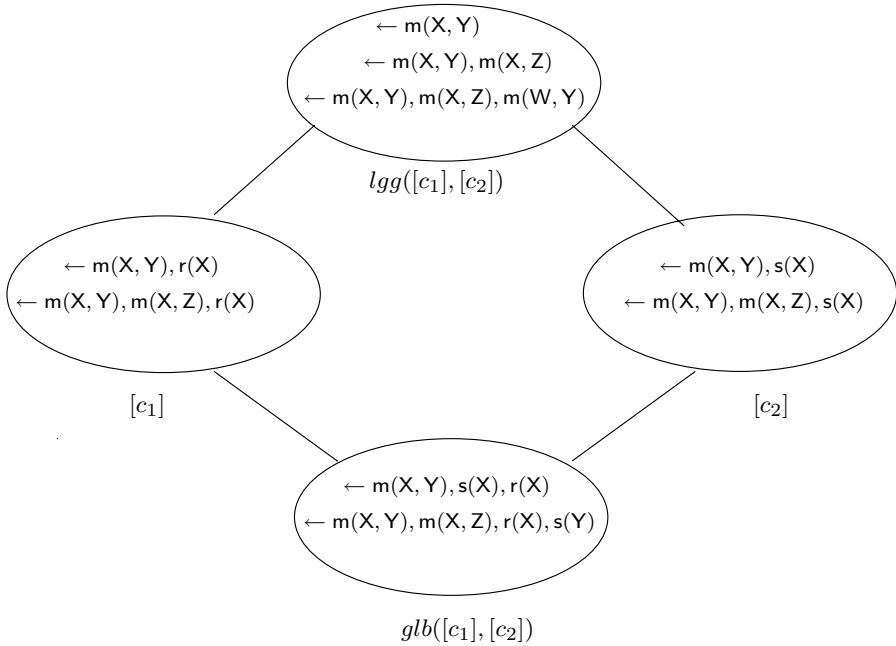 ← m(X, Y)
← m(X, Y), m(X, Z)
← m(X, Y), m(X, Z), m(W, Y)
lgg([c₁], [c₂])
← m(X, Y), r(X)
← m(X, Y), m(X, Z), r(X)
[c₁]
← m(X, Y), s(X)
← m(X, Y), m(X, Z), s(X)
[c₂]
← m(X, Y), s(X), r(X)
← m(X, Y), m(X, Z), r(X), s(Y)
glb([c₁], [c₂])